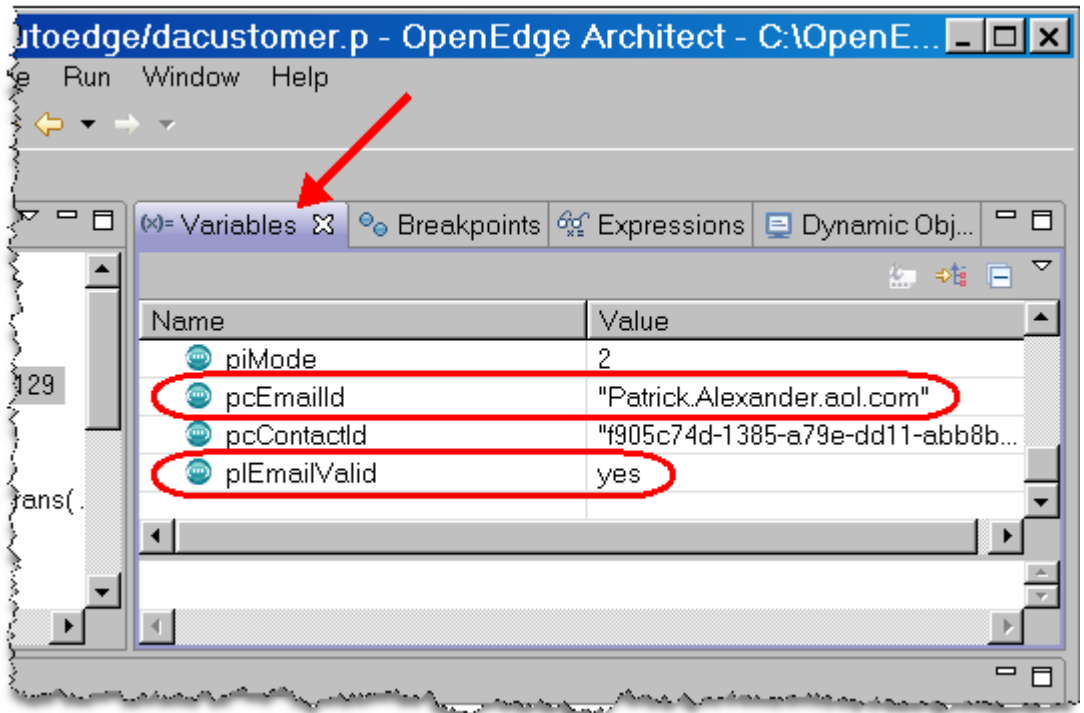 utoedge/dacustomer.p - OpenEdge Architect - C:\OpenE...
e Run Window Help
(x)= Variables Breakpoints Expressions Dynamic Obj...
Name Value
piMode 2
129
pcEmailId "Patrick.Alexander.aol.com"
pcContactId "f905c74d-1385-a79e-dd11-abb8b...
plEmailValid yes
rans( .